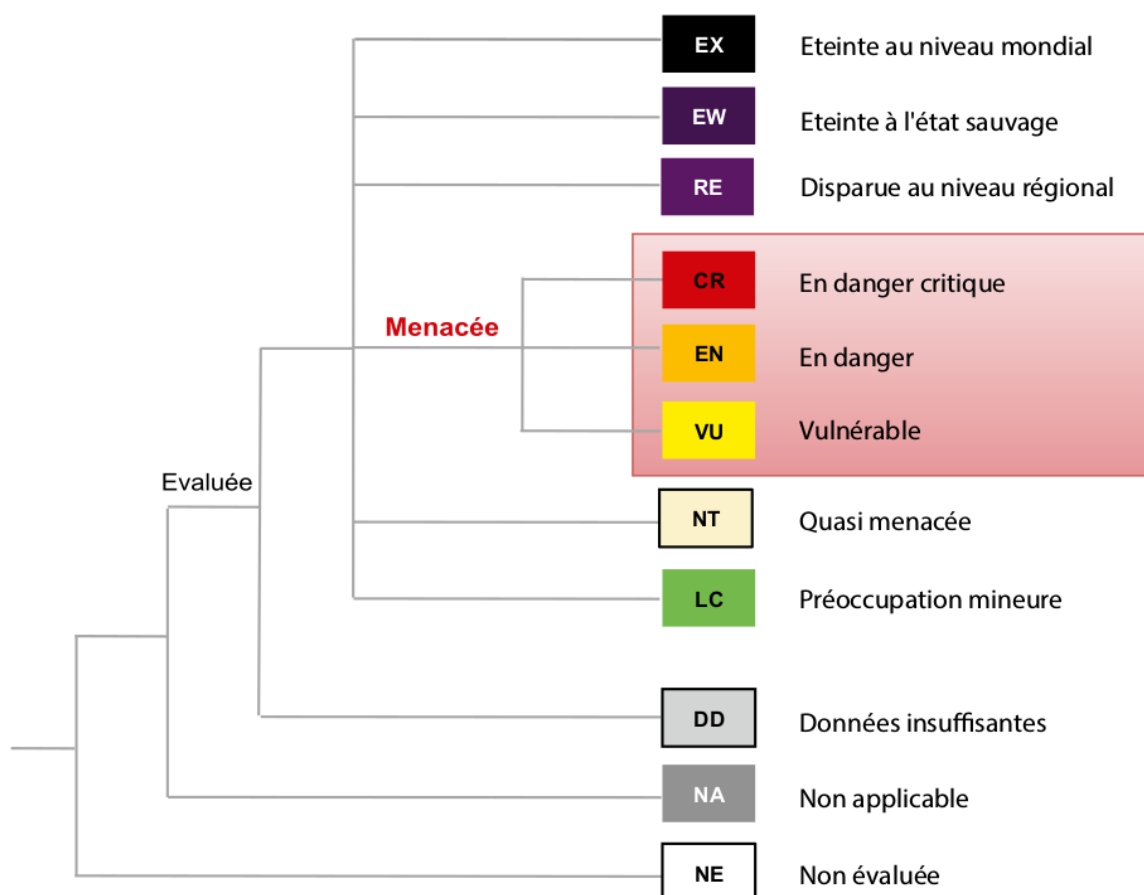 EX Eteinte au niveau mondial
EW Eteinte à l'état sauvage
RE Disparue au niveau régional
CR En danger critique
Menacée
EN En danger
VU Vulnérable
Evaluée
NT Quasi menacée
LC Préoccupation mineure
DD Données insuffisantes
NA Non applicable
NE Non évaluée